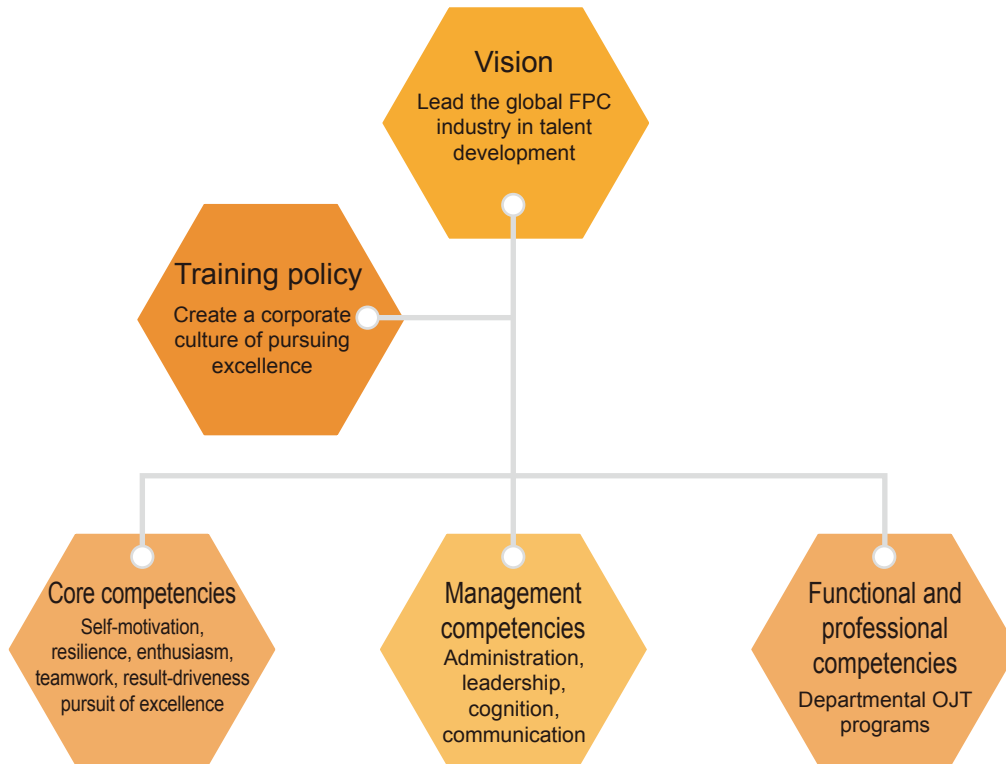 Vision
Lead the global FPC
industry in talent
development
Training policy
Create a corporate
culture of pursuing
excellence
Core competencies
Self-motivation,
resilience, enthusiasm,
teamwork, result-driveness
pursuit of excellence
Management
competencies
Administration,
leadership,
cognition,
communication
Functional and
professional
competencies
Departmental OJT
programs